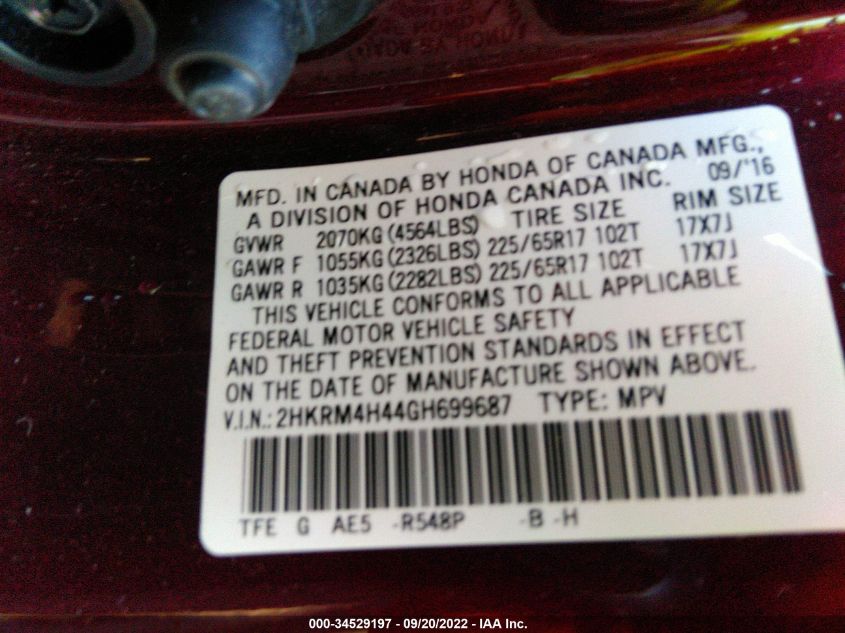 MFD. IN CANADA BY HONDA OF CANADA MFG.,
A DIVISION OF HONDA CANADA INC. 09/'16
GVWR 2070KG (4564LBS) TIRE SIZE RIM SIZE
GAWR F 1055KG (2326LBS) 225/65R17 102T 17X7J
GAWR R 1035KG (2282LBS) 225/65R17 102T 17X7J
THIS VEHICLE CONFORMS TO ALL APPLICABLE
FEDERAL MOTOR VEHICLE SAFETY
AND THEFT PREVENTION STANDARDS IN EFFECT
ON THE DATE OF MANUFACTURE SHOWN ABOVE.
V.I.N.: 2HKRM4H44GH699687 TYPE: MPV
TFE G AE5 -R548P -B -H
000-34529197 - 09/20/2022 - IAA Inc.